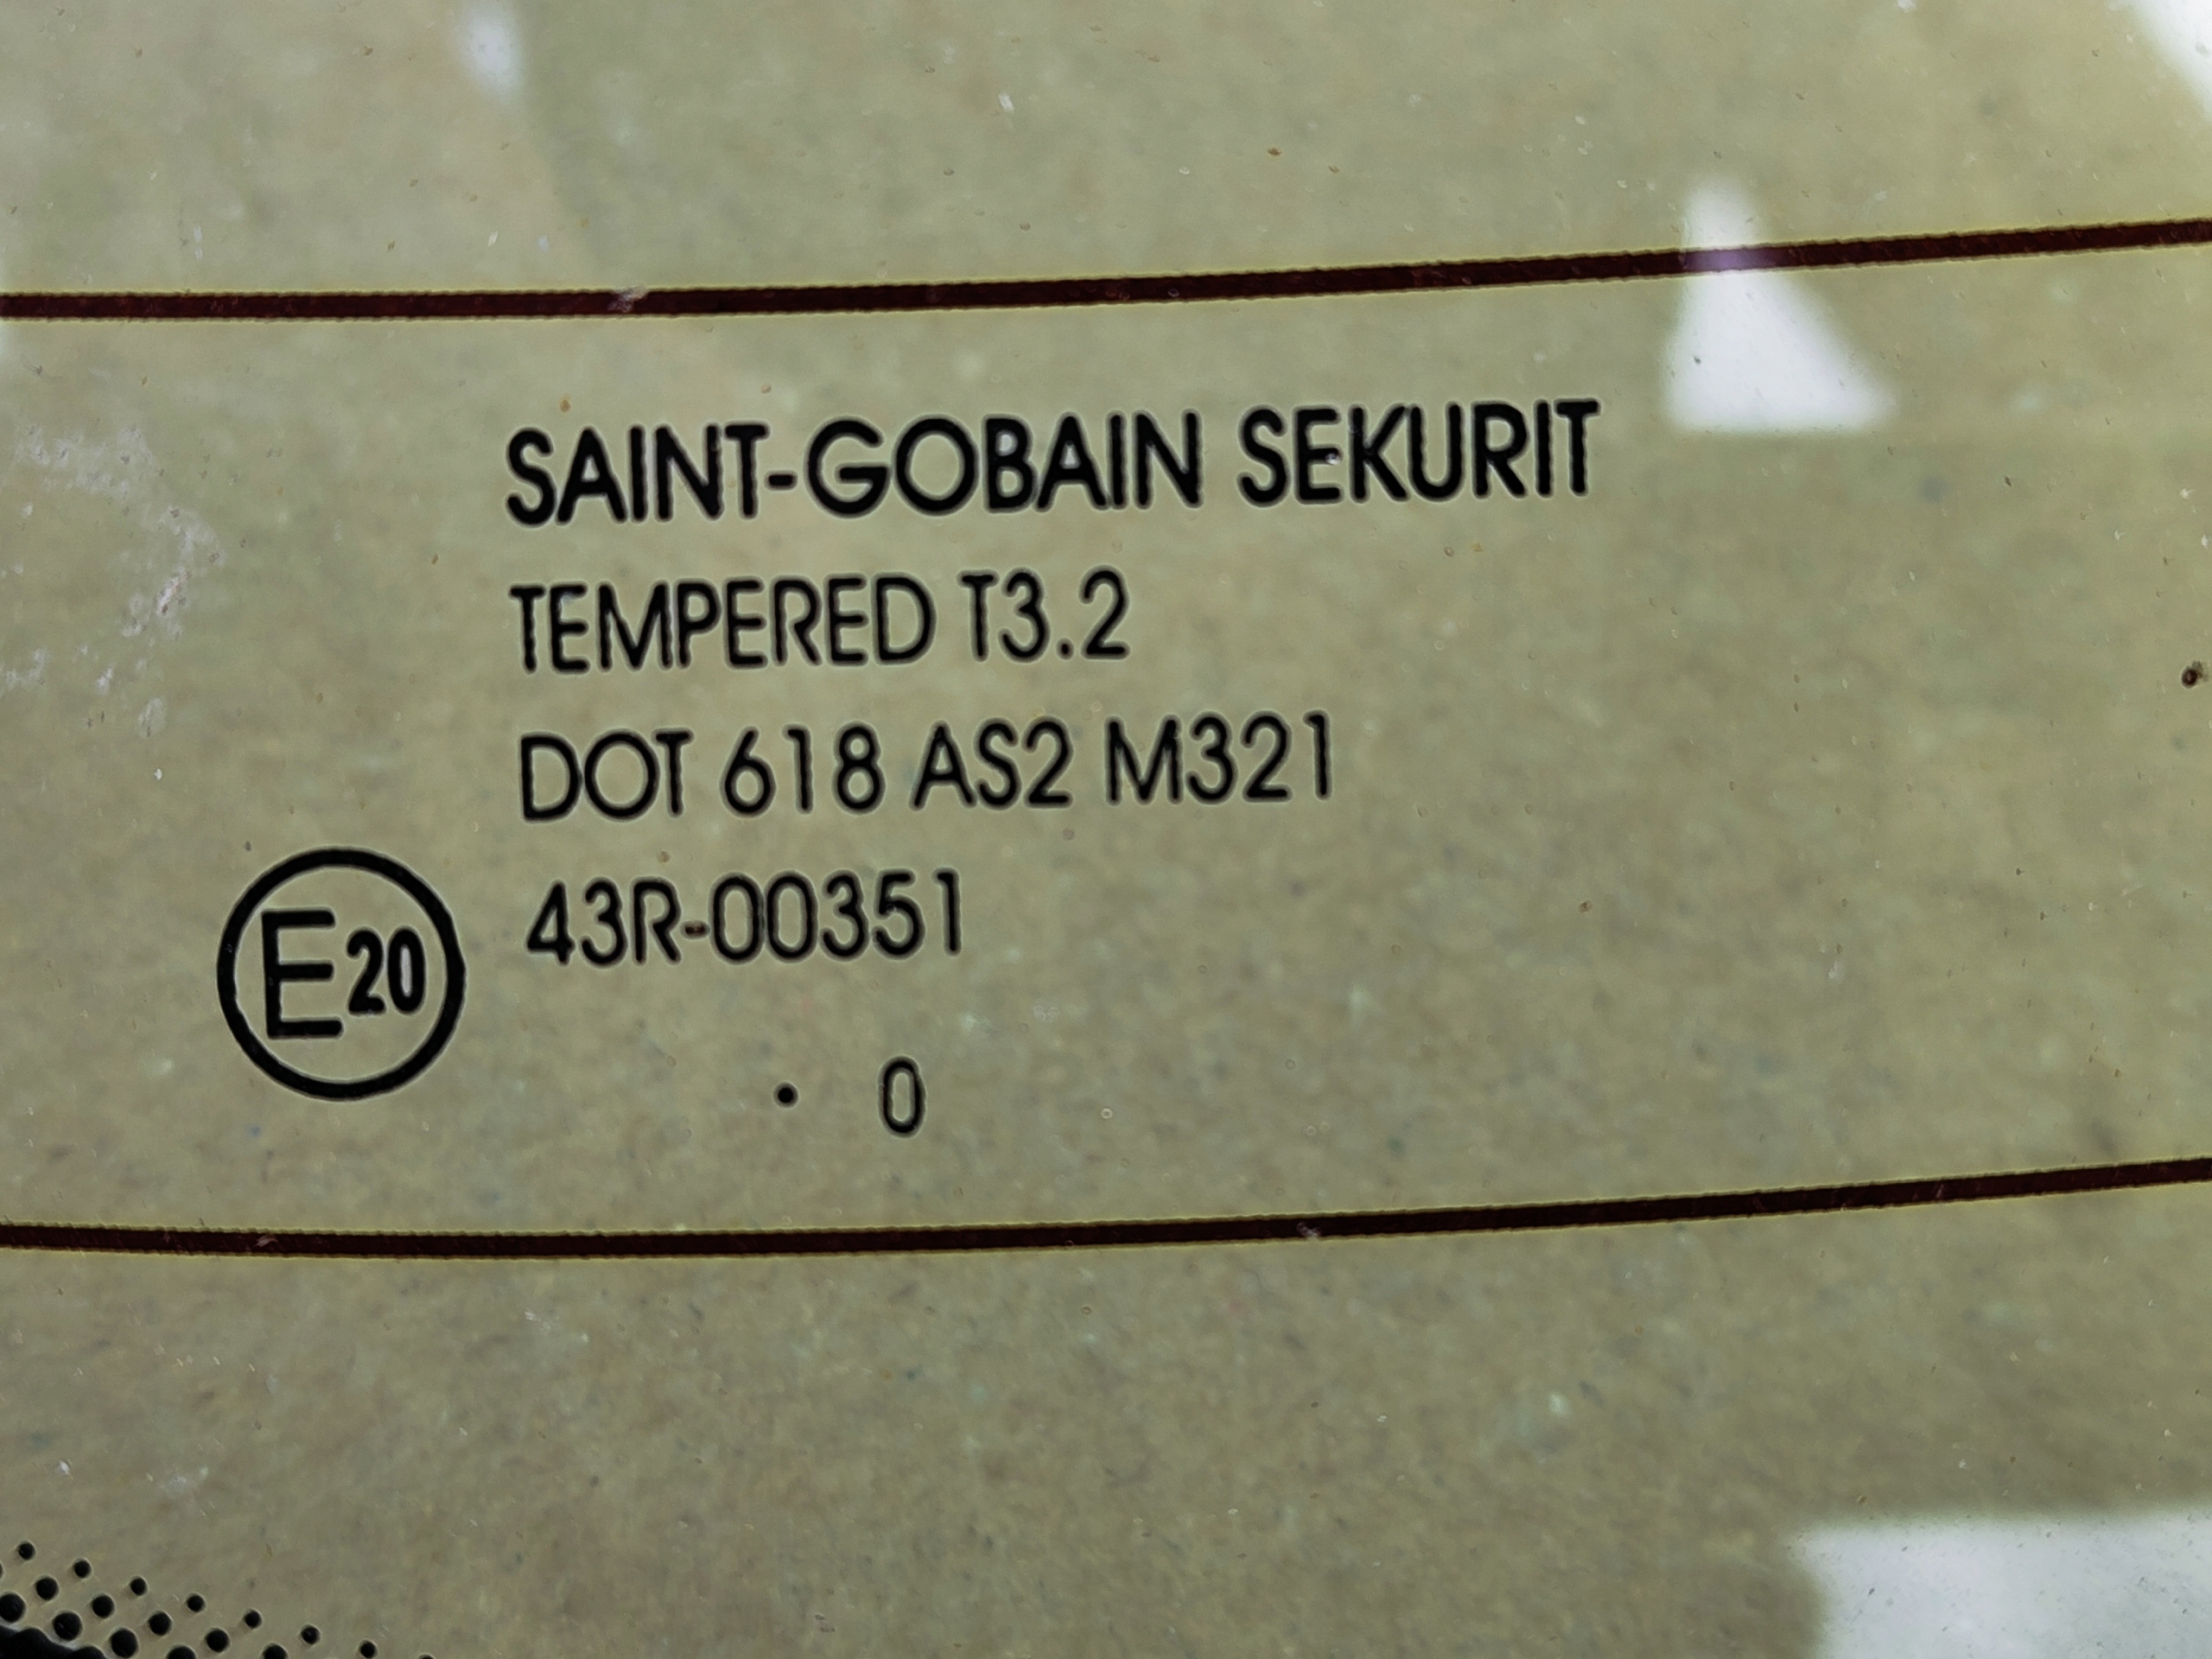 SAINT-GOBAIN SEKURIT
TEMPERED T3.2
DOT 618 AS2 M321
43R-00351
E20
· 0